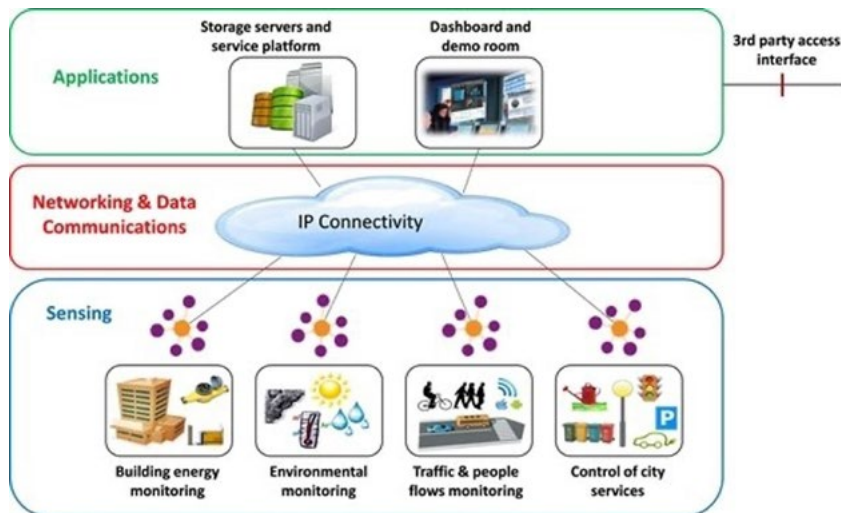 Storage servers and
service platform
Dashboard and
demo room
3rd party access
interface
Applications
Networking & Data
Communications
IP Connectivity
Sensing
Building energy
monitoring
Environmental
monitoring
Traffic & people
flows monitoring
Control of city
services
P